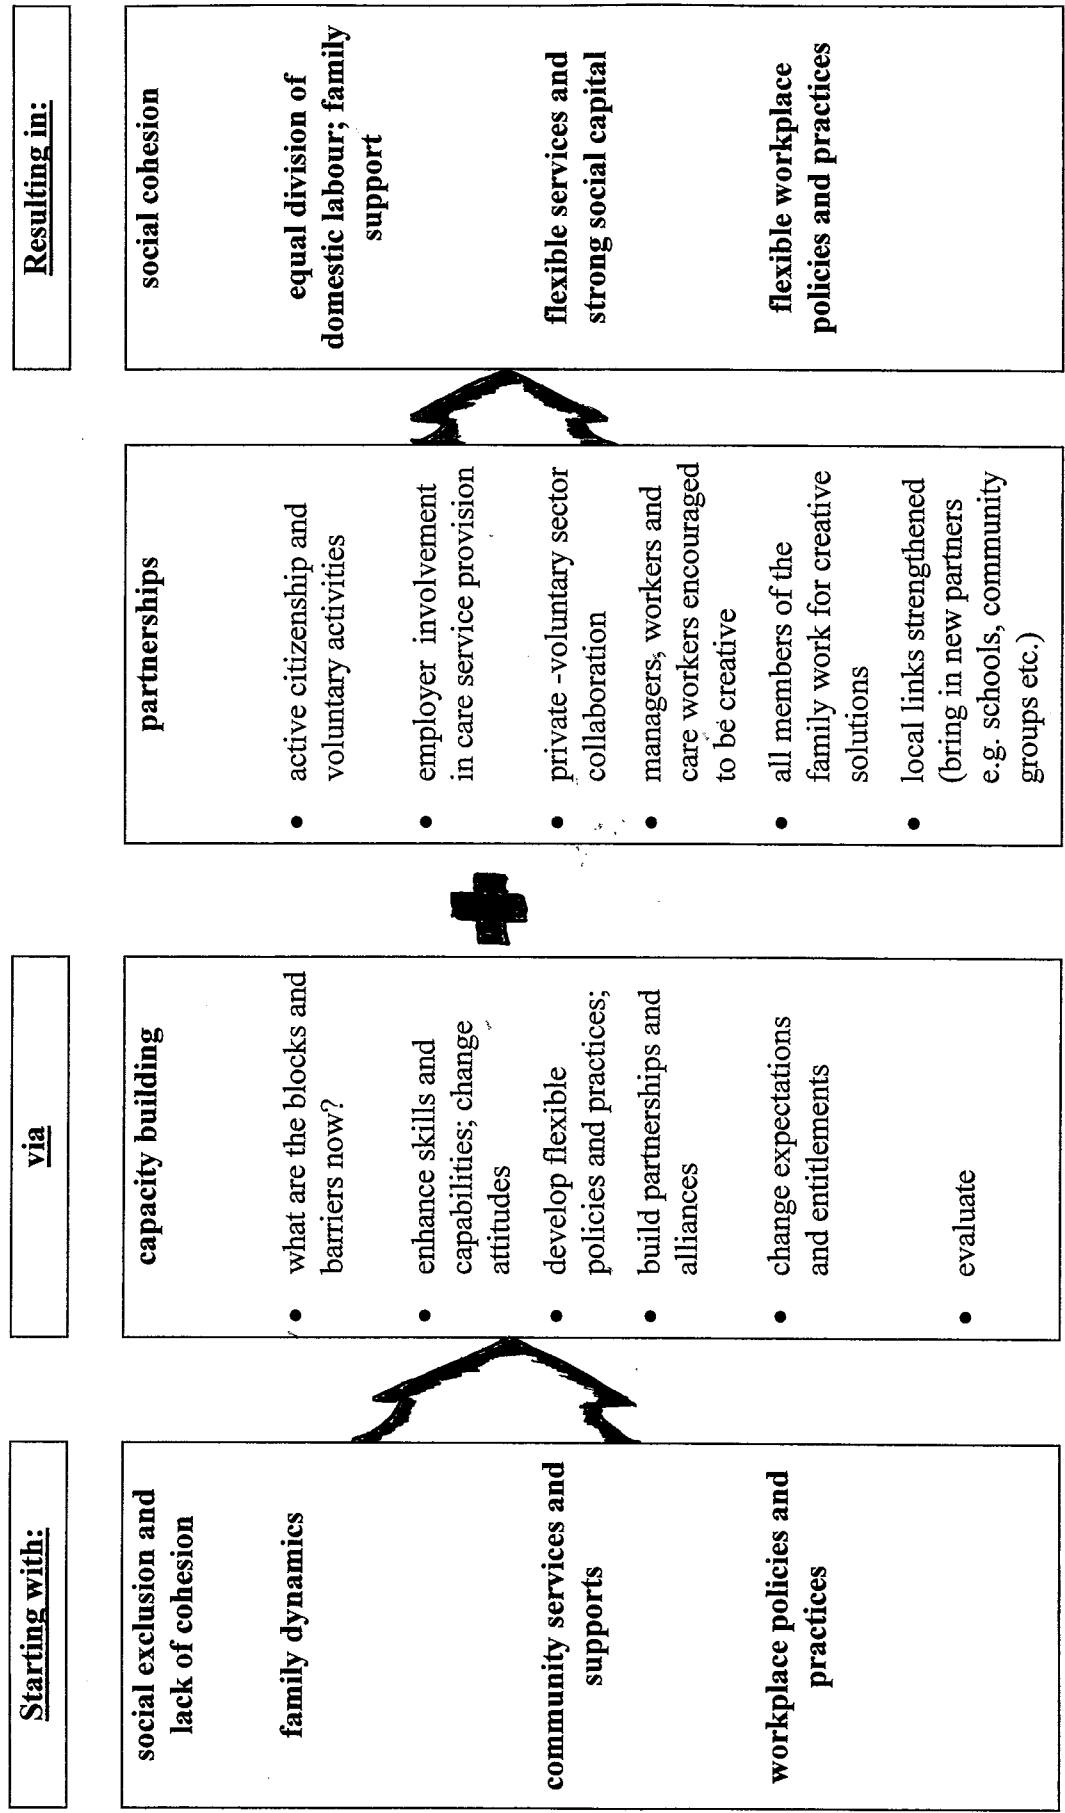 Starting with:
via
Resulting in:
social exclusion and
lack of cohesion
family dynamics
community services and
supports
workplace policies and
practices
capacity building
• what are the blocks and
barriers now?
• enhance skills and
capabilities; change
attitudes
• develop flexible
policies and practices;
• build partnerships and
alliances
• change expectations
and entitlements
• evaluate
+
partnerships
• active citizenship and
voluntary activities
• employer involvement
in care service provision
• private -voluntary sector
collaboration
• managers, workers and
care workers encouraged
to be creative
• all members of the
family work for creative
solutions
• local links strengthened
(bring in new partners
e.g. schools, community
groups etc.)
social cohesion
equal division of
domestic labour; family
support
flexible services and
strong social capital
flexible workplace
policies and practices